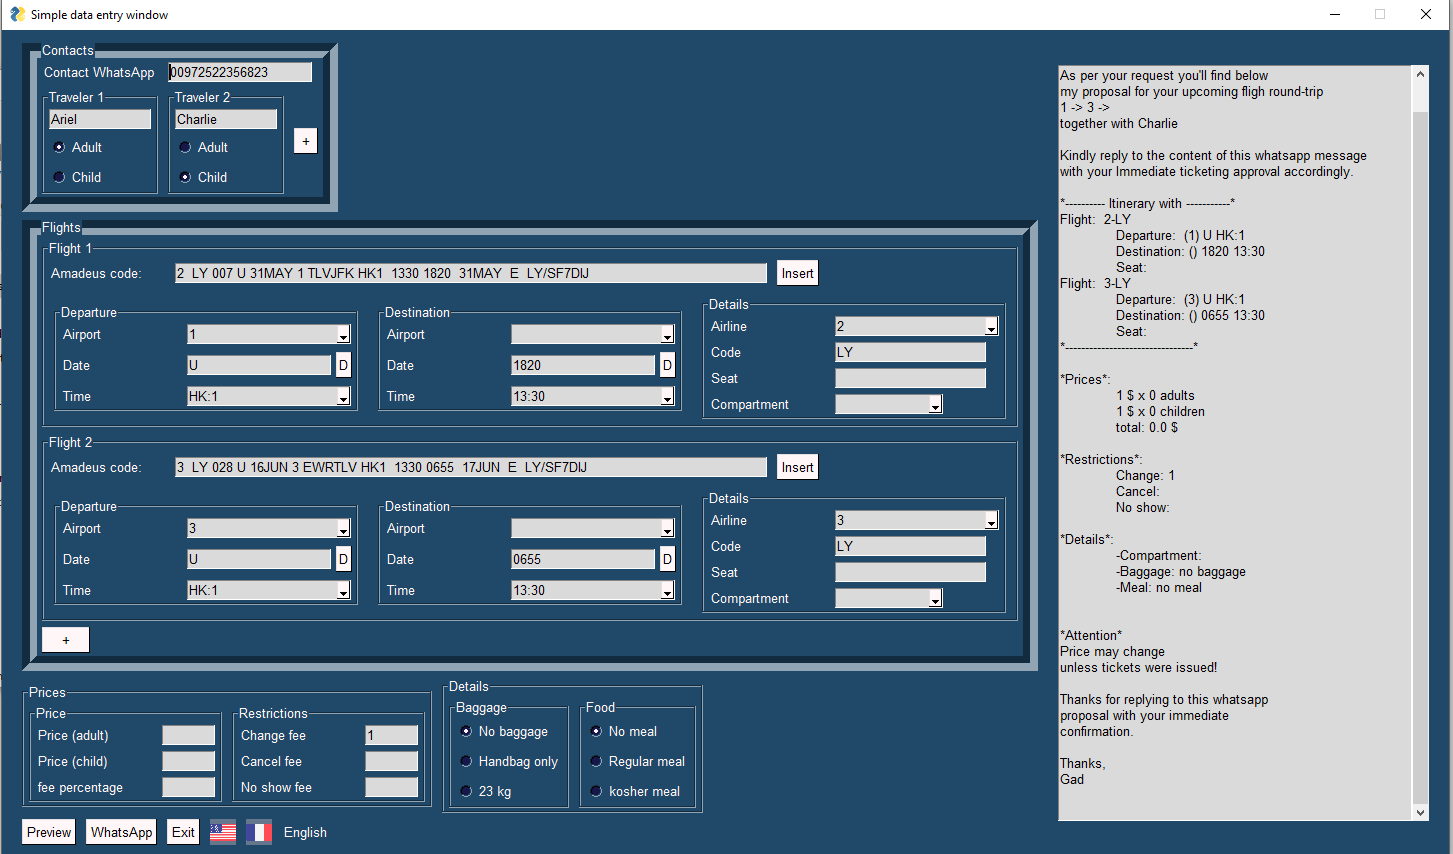 Simple data entry window
Contacts
Contact WhatsApp 00972522356823
Traveler 1 Traveler 2
Ariel Charlie
Adult Adult
+
Child Child
Flights
Flight 1
Amadeus code: 2 LY 007 U 31MAY 1 TLVJFK HK1 1330 1820 31MAY E LY/SF7DIJ Insert
Departure
Airport 1
Date U D
Time HK:1
Destination
Airport
Date 1820 D
Time 13:30
Details
Airline 2
Code LY
Seat
Compartment
Flight 2
Amadeus code: 3 LY 028 U 16JUN 3 EWRTLV HK1 1330 0655 17JUN E LY/SF7DIJ Insert
Departure
Airport 3
Date U D
Time HK:1
Destination
Airport
Date 0655 D
Time 13:30
Details
Airline 3
Code LY
Seat
Compartment
+
Prices
Price
Price (adult)
Price (child)
fee percentage
Restrictions
Change fee 1
Cancel fee
No show fee
Details
Baggage
No baggage
Handbag only
23 kg
Food
No meal
Regular meal
kosher meal
Preview WhatsApp Exit English
As per your request you'll find below
my proposal for your upcoming fligh round-trip
1 -> 3 ->
together with Charlie
Kindly reply to the content of this whatsapp message
with your Immediate ticketing approval accordingly.
*---------- Itinerary with -----------*
Flight: 2-LY
Departure: (1) U HK:1
Destination: () 1820 13:30
Seat:
Flight: 3-LY
Departure: (3) U HK:1
Destination: () 0655 13:30
Seat:
*--------------------------------*
*Prices*:
1 $ x 0 adults
1 $ x 0 children
total: 0.0 $
*Restrictions*:
Change: 1
Cancel:
No show:
*Details*:
-Compartment:
-Baggage: no baggage
-Meal: no meal
*Attention*
Price may change
unless tickets were issued!
Thanks for replying to this whatsapp
proposal with your immediate
confirmation.
Thanks,
Gad